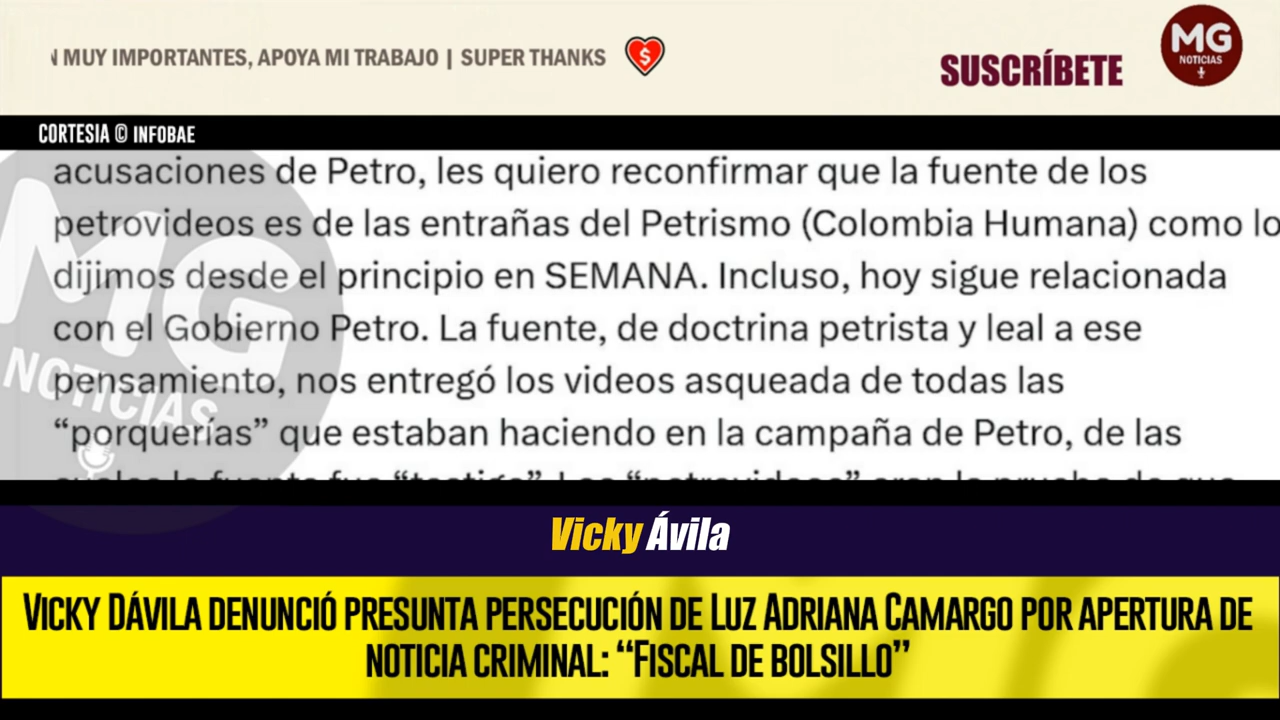 MUY IMPORTANTES, APOYA MI TRABAJO | SUPER THANKS
SUSCRÍBETE
MG
NOTICIAS
CORTESIA © INFOBAE
acusaciones de Petro, les quiero reconfirmar que la fuente de los
petrovideos es de las entrañas del Petrismo (Colombia Humana) como lo
dijimos desde el principio en SEMANA. Incluso, hoy sigue relacionada
con el Gobierno Petro. La fuente, de doctrina petrista y leal a ese
pensamiento, nos entregó los videos asqueada de todas las
“porquerías” que estaban haciendo en la campaña de Petro, de las
MG
NOTICIAS
Vicky Ávila
VICKY DÁVILA DENUNCIÓ PRESUNTA PERSECUCIÓN DE LUZ ADRIANA CAMARGO POR APERTURA DE
NOTICIA CRIMINAL: “FISCAL DE BOLSILLO”